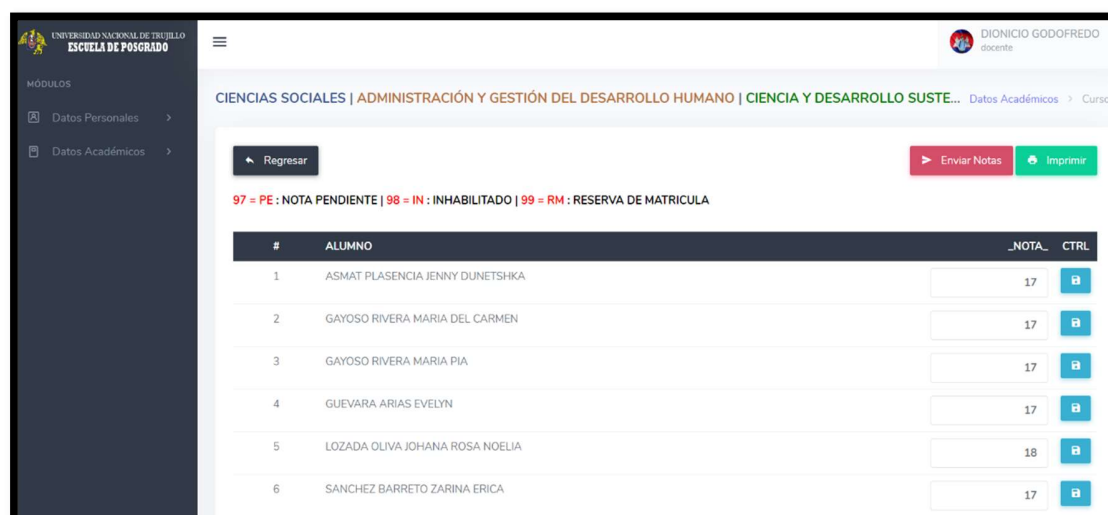 UNIVERSIDAD NACIONAL DE TRUJILLO
ESCUELA DE POSGRADO
DIONICIO GODOFREDO
docente
MÓDULOS
Datos Personales
Datos Académicos
CIENCIAS SOCIALES | ADMINISTRACIÓN Y GESTIÓN DEL DESARROLLO HUMANO | CIENCIA Y DESARROLLO SUSTE... Datos Académicos > Curso
Regresar Enviar Notas Imprimir
97 = PE : NOTA PENDIENTE | 98 = IN : INHABILITADO | 99 = RM : RESERVA DE MATRICULA
# ALUMNO _NOTA_ CTRL
1 ASMAT PLASENCIA JENNY DUNETSHKA 17
2 GAYOSO RIVERA MARIA DEL CARMEN 17
3 GAYOSO RIVERA MARIA PIA 17
4 GUEVARA ARIAS EVELYN 17
5 LOZADA OLIVA JOHANA ROSA NOELIA 18
6 SANCHEZ BARRETO ZARINA ERICA 17